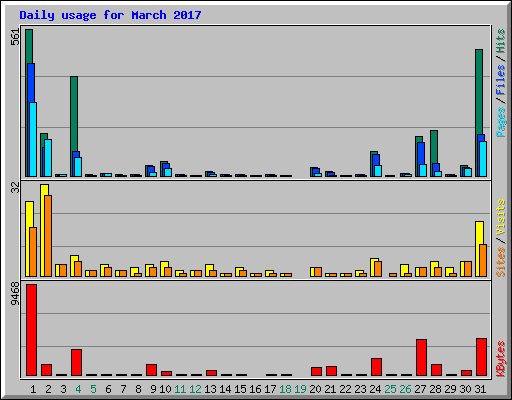 Daily usage for March 2017
561
Pages / Files / Hits
32
Sites / Visits
9468
KBytes
1 2 3 4 5 6 7 8 9 10 11 12 13 14 15 16 17 18 19 20 21 22 23 24 25 26 27 28 29 30 31